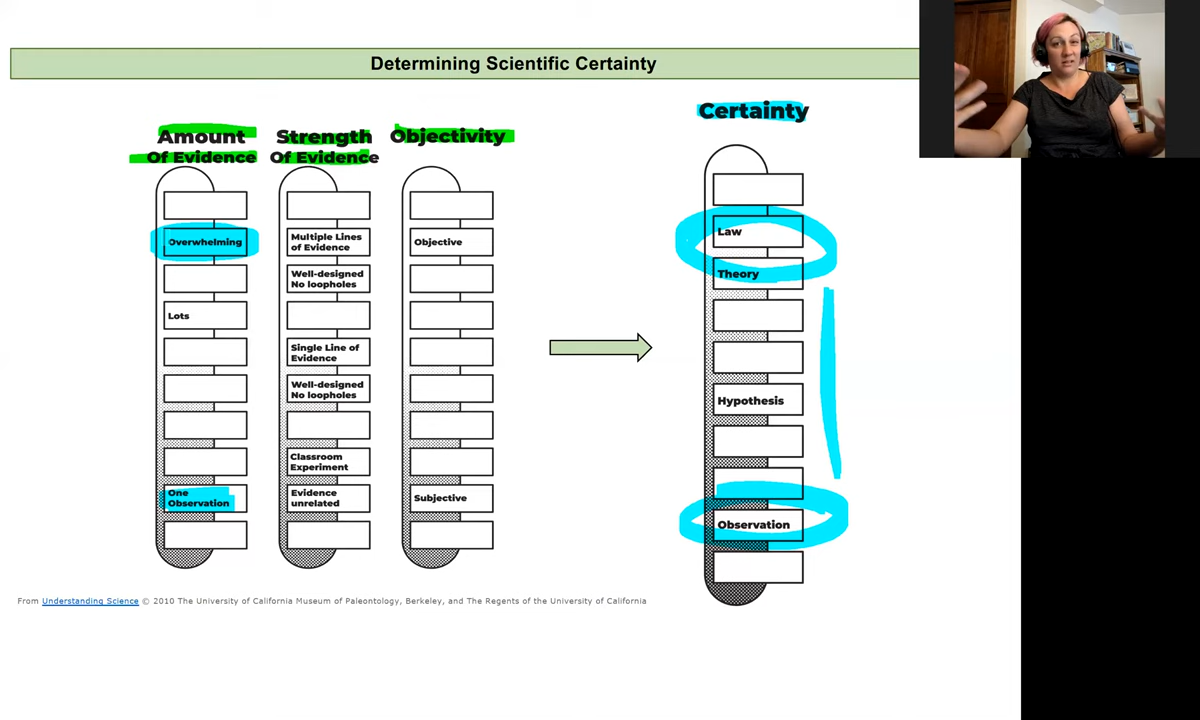 Determining Scientific Certainty
Amount
Of Evidence
Strength
Of Evidence
Objectivity
Certainty
Overwhelming
Lots
One
Observation
Multiple Lines
of Evidence
Well-designed
No loopholes
Single Line of
Evidence
Well-designed
No loopholes
Classroom
Experiment
Evidence
unrelated
Objective
Subjective
Law
Theory
Hypothesis
Observation
From Understanding Science © 2010 The University of California Museum of Paleontology, Berkeley, and The Regents of the University of California